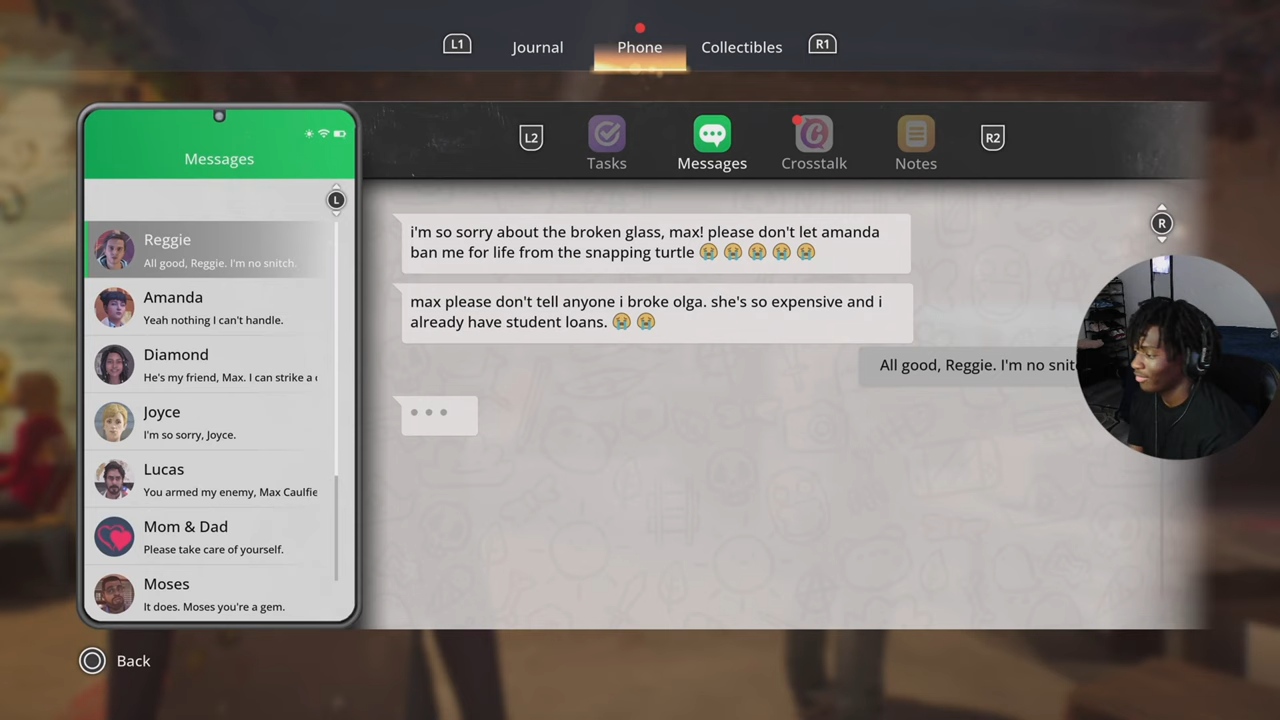 L1
Journal
Phone
Collectibles
R1
Messages
L2
Tasks
Messages
Crosstalk
Notes
R2
L
R
Reggie
All good, Reggie. I'm no snitch.
Amanda
Yeah nothing I can't handle.
Diamond
He's my friend, Max. I can strike a
Joyce
I'm so sorry, Joyce.
Lucas
You armed my enemy, Max Caulfie
Mom & Dad
Please take care of yourself.
Moses
It does. Moses you're a gem.
i'm so sorry about the broken glass, max! please don't let amanda
ban me for life from the snapping turtle 😭 😭 😭 😭 😭
max please don't tell anyone i broke olga. she's so expensive and i
already have student loans. 😭 😭
All good, Reggie. I'm no snit
Back